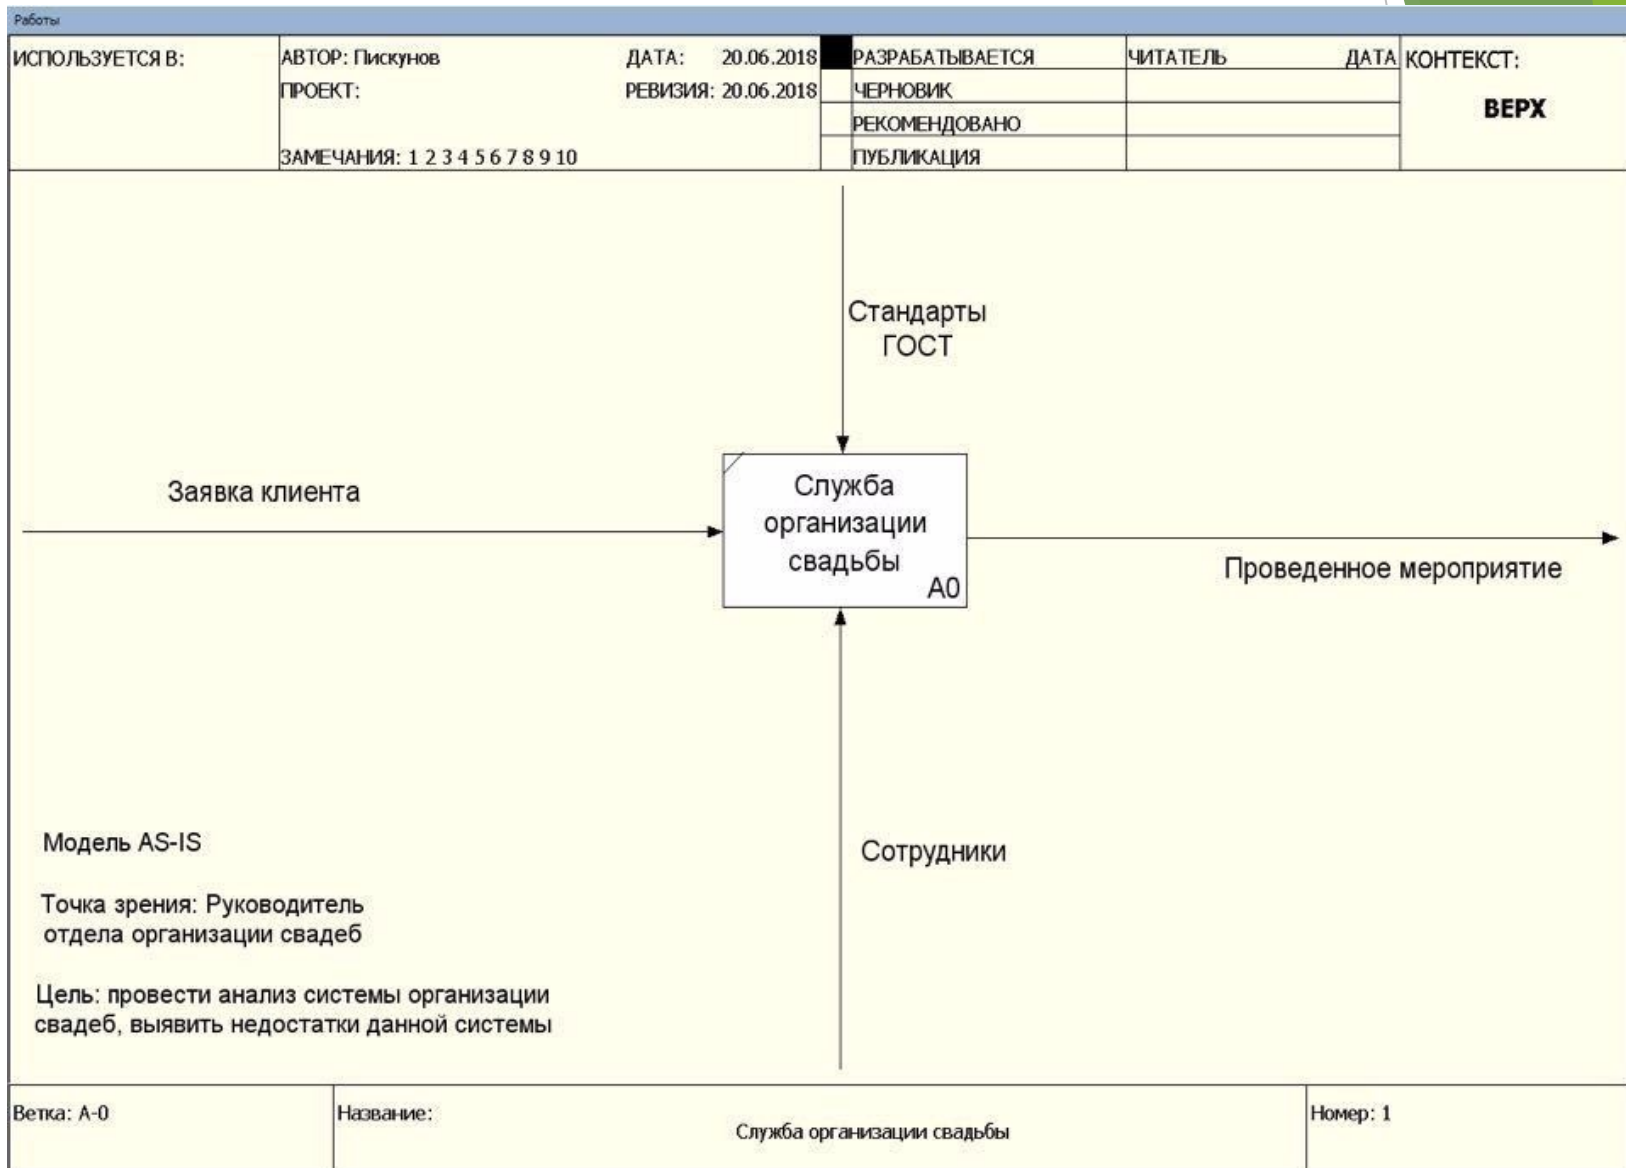 Работы
ИСПОЛЬЗУЕТСЯ В:
АВТОР: Пискунов
ДАТА: 20.06.2018
ПРОЕКТ:
РЕВИЗИЯ: 20.06.2018
ЗАМЕЧАНИЯ: 1 2 3 4 5 6 7 8 9 10
РАЗРАБАТЫВАЕТСЯ
ЧЕРНОВИК
РЕКОМЕНДОВАНО
ПУБЛИКАЦИЯ
ЧИТАТЕЛЬ
ДАТА
КОНТЕКСТ:
ВЕРХ
Стандарты
ГОСТ
Заявка клиента
Служба
организации
свадьбы
A0
Проведенное мероприятие
Сотрудники
Модель AS-IS
Точка зрения: Руководитель
отдела организации свадеб
Цель: провести анализ системы организации
свадеб, выявить недостатки данной системы
Ветка: A-0
Название:
Служба организации свадьбы
Номер: 1